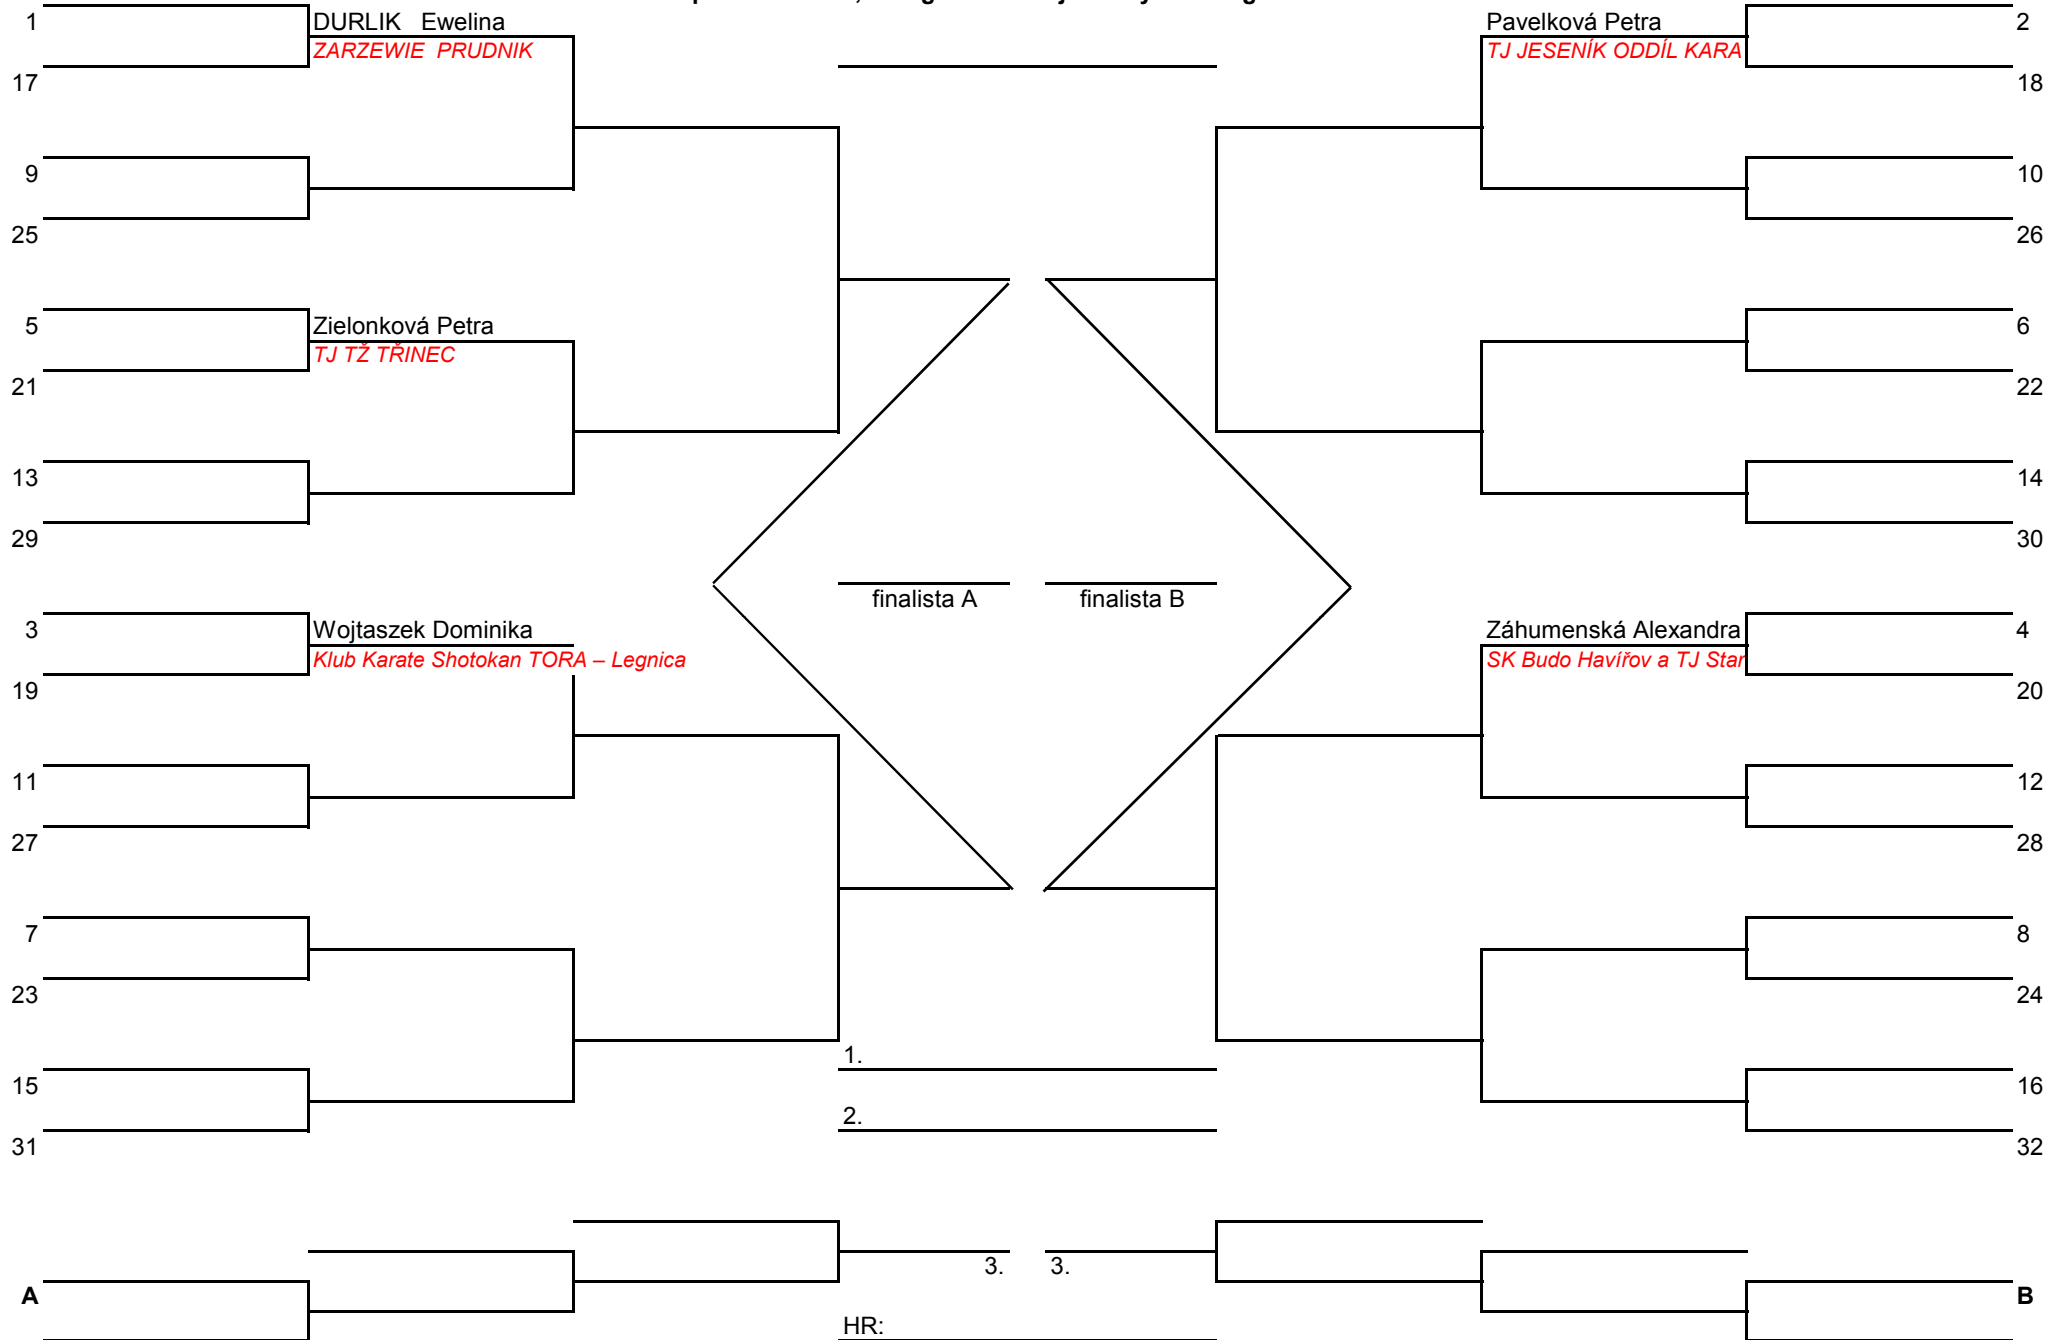 1 DURLIK Ewelina Pavelková Petra 2
ZARZEWIE PRUDNIK TJ JESENÍK ODDÍL KARA
17 18
9 10
25 26
5 Zielonková Petra 6
TJ TŽ TŘINEC
21 22
13 14
29 30
finalista A finalista B
3 Wojtaszek Dominika Záhumenská Alexandra 4
Klub Karate Shotokan TORA – Legnica SK Budo Havířov a TJ Star
19 20
11 12
27 28
7 8
23 24
1.
15 16
2.
31 32
3. 3.
A B
HR: